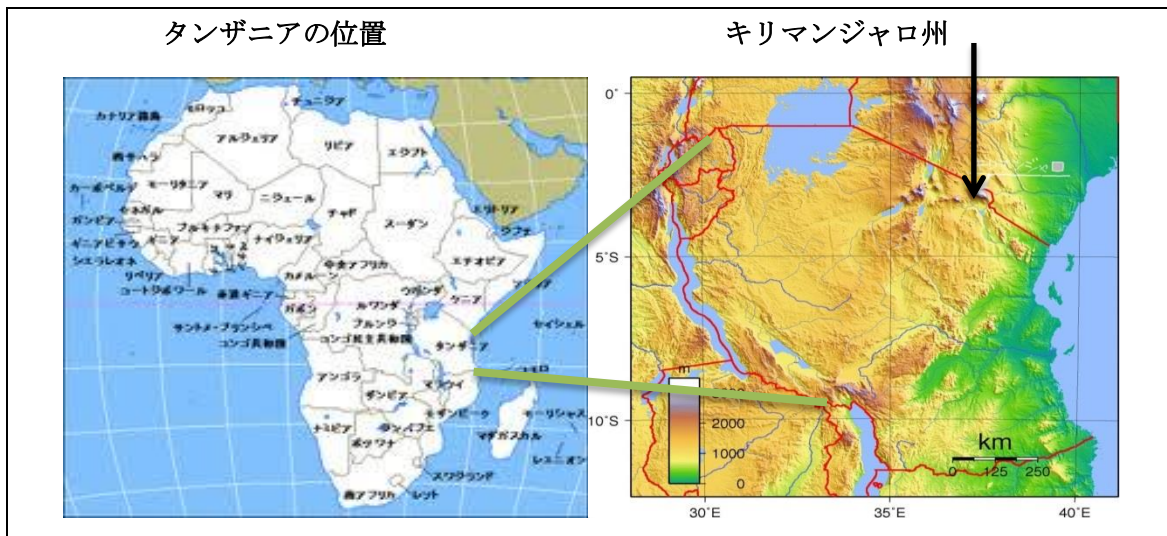 タンザニアの位置
キリマンジャロ州
チュニジア
モロッコ
カナリア諸島
アルジェリア
リビア
エジプト
西サハラ
モーリタニア
マリ
ニジェール
チャド
スーダン
エリトリア
カーボベルデ
セネガル
ガンビア
ギニアビサウ
ギニア
シエラレオネ
リベリア
コートジボワール
ブルキナファソ
ナイジェリア
ジブチ
エチオピア
中央アフリカ
カメルーン
赤道ギニア
ガボン
ウガンダ
ケニア
ルワンダ
ブルンジ
サントメ・プリンシペ
コンゴ共和国
コンゴ民主共和国
タンザニア
セイシェル
コモロ
アンゴラ
マラウイ
ザンビア
モザンビーク
モーリシャス
ナミビア
ジンバブエ
ボツワナ
マダガスカル
レユニオン
スワジランド
南アフリカ
レソト
0°
5°S
10°S
m
3000
2000
1000
0
km
0 125 250
30°E
35°E
40°E